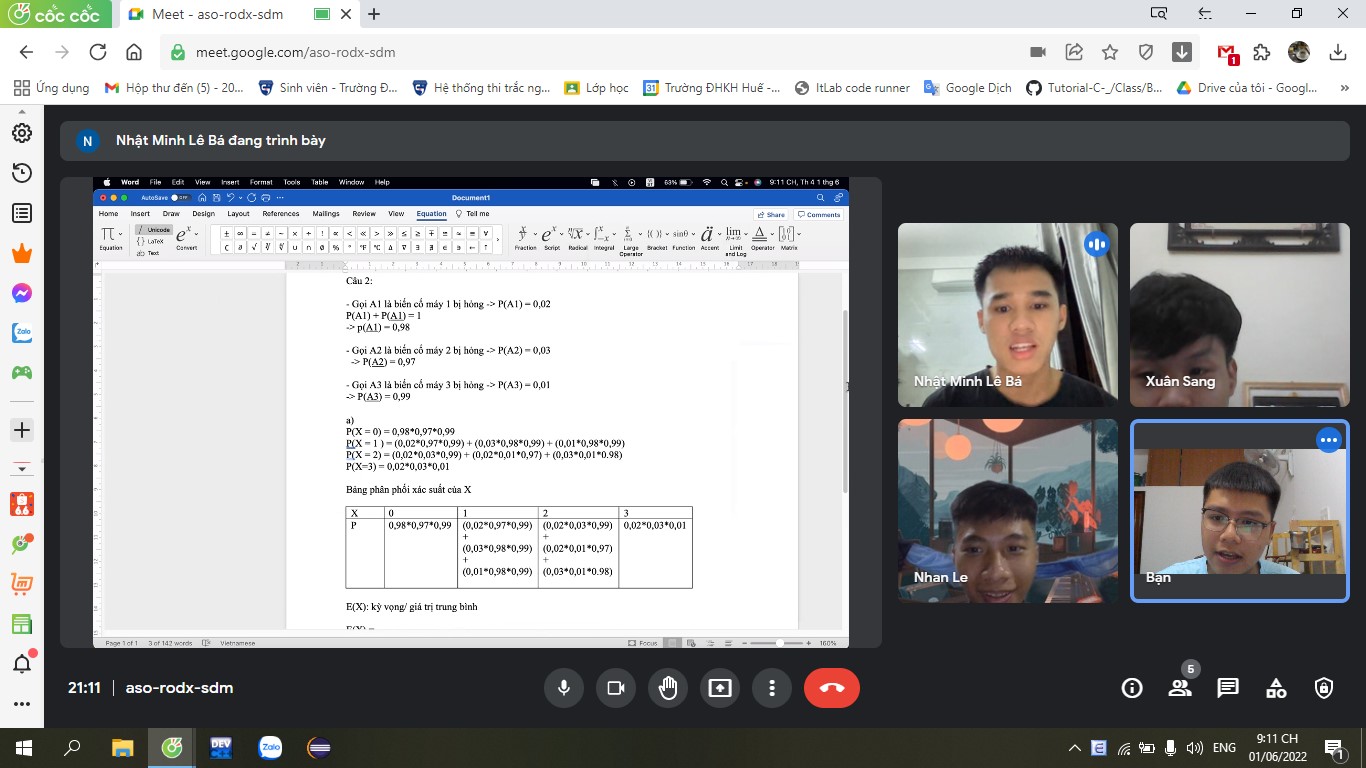 cốc cốc
Meet - aso-rodx-sdm
meet.google.com/aso-rodx-sdm
1
Ứng dụng
Hộp thư đến (5) - 20...
Sinh viên - Trường Đ...
Hệ thống thi trắc ng...
Lớp học
31
Trường ĐHKH Huế -...
ItLab code runner
Google Dịch
Tutorial-C-_/Class/B...
Drive của tôi - Googl...
N
Nhật Minh Lê Bá đang trình bày
Word File Edit View Insert Format Tools Table Window Help
63%
9:11 CH, Th 4 1 thg 6
AutoSave OFF
Document1
Home Insert Draw Design Layout References Mailings Review View Equation Tell me
Share
Comments
Equation
Unicode
LaTeX
Text
Convert
Fraction Script Radical Integral Large Operator Bracket Function Accent Limit and Log Operator Matrix
Câu 2:
- Gọi A1 là biến cố máy 1 bị hỏng -> P(A1) = 0,02
P(A1) + P(A1) = 1
-> p(A1) = 0,98
- Gọi A2 là biến cố máy 2 bị hỏng -> P(A2) = 0,03
-> P(A2) = 0,97
- Gọi A3 là biến cố máy 3 bị hỏng -> P(A3) = 0,01
-> P(A3) = 0,99
a)
P(X = 0) = 0,98*0,97*0,99
P(X = 1 ) = (0,02*0,97*0,99) + (0,03*0,98*0,99) + (0,01*0,98*0,99)
P(X = 2) = (0,02*0,03*0,99) + (0,02*0,01*0,97) + (0,03*0,01*0.98)
P(X=3) = 0,02*0,03*0,01
Bảng phân phối xác suất của X
X 0 1 2 3
P 0,98*0,97*0,99 (0,02*0,97*0,99) (0,02*0,03*0,99) 0,02*0,03*0,01
+ +
(0,03*0,98*0,99) (0,02*0,01*0,97)
+ +
(0,01*0,98*0,99) (0,03*0,01*0.98)
E(X): kỳ vọng/ giá trị trung bình
E(X) =
Page 1 of 1
3 of 142 words
Vietnamese
Focus
160%
Nhật Minh Lê Bá
Xuân Sang
Nhan Le
Bạn
Zalo
21:11
aso-rodx-sdm
5
DEV
C++
Zalo
ENG
9:11 CH
01/06/2022
1